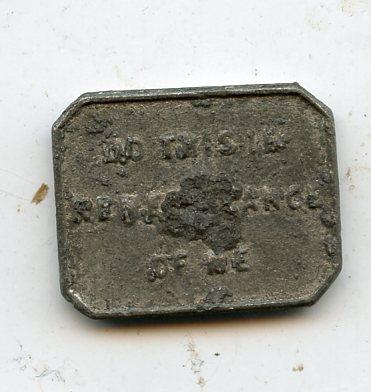 DO THIS IN
REMEMBRANCE
OF ME